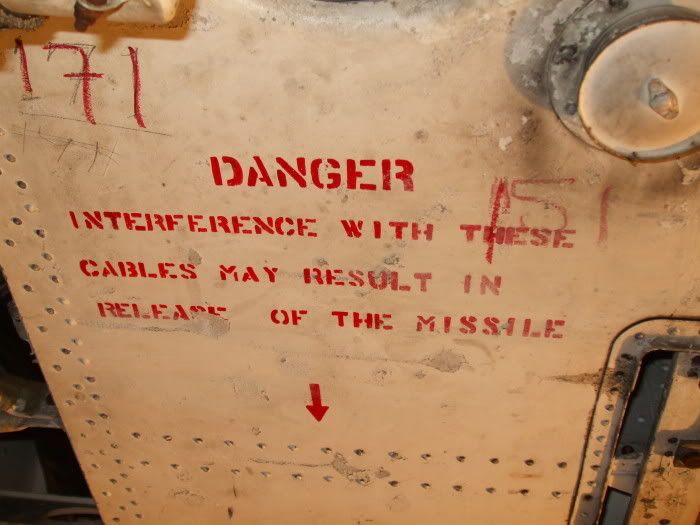 171
DANGER
151
INTERFERENCE WITH THESE
CABLES MAY RESULT IN
RELEASE OF THE MISSILE